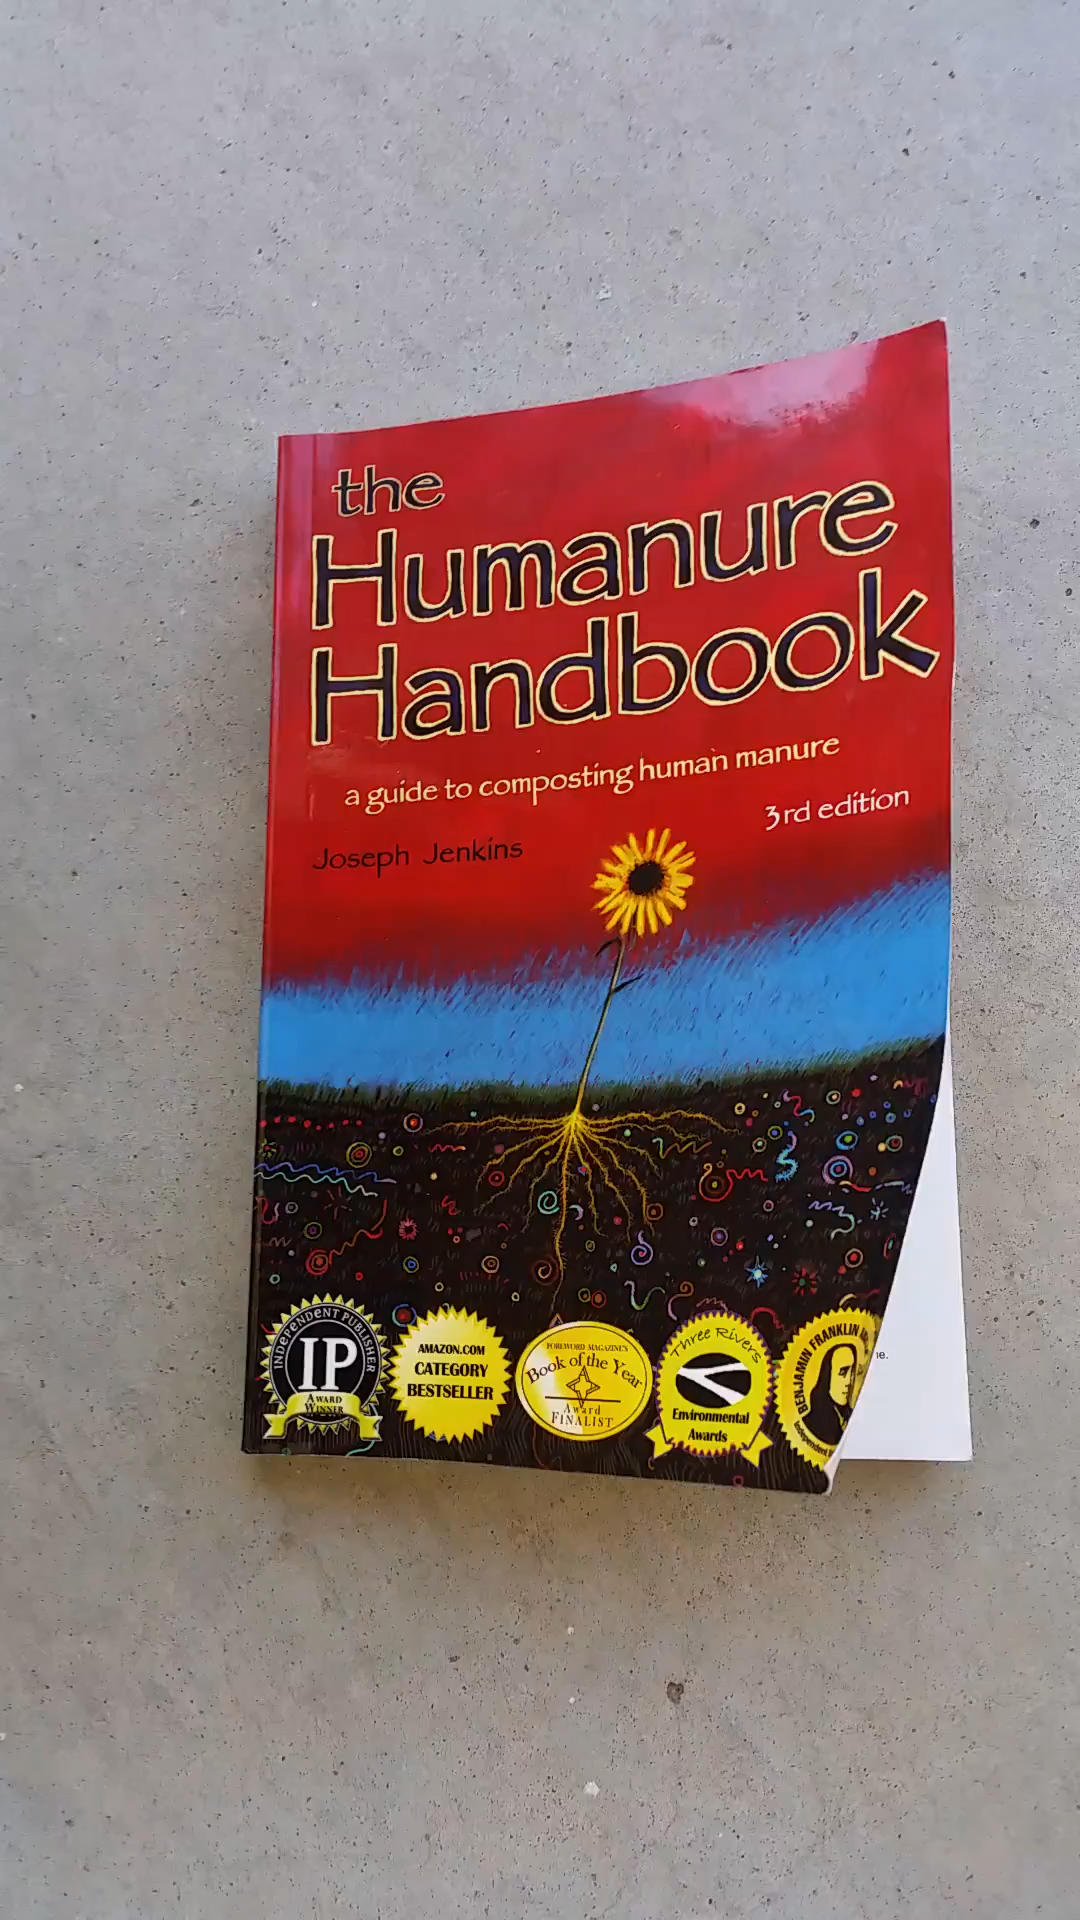 the
Humanure
Handbook
a guide to composting human manure
3rd edition
Joseph Jenkins
INDEPENDENT PUBLISHER
IP
AWARD
WINNER
AMAZON.COM
CATEGORY
BESTSELLER
FOREWORD MAGAZINE'S
Book of the Year
Award
FINALIST
Three Rivers
Environmental
Awards
BENJAMIN FRANKLIN
Independent